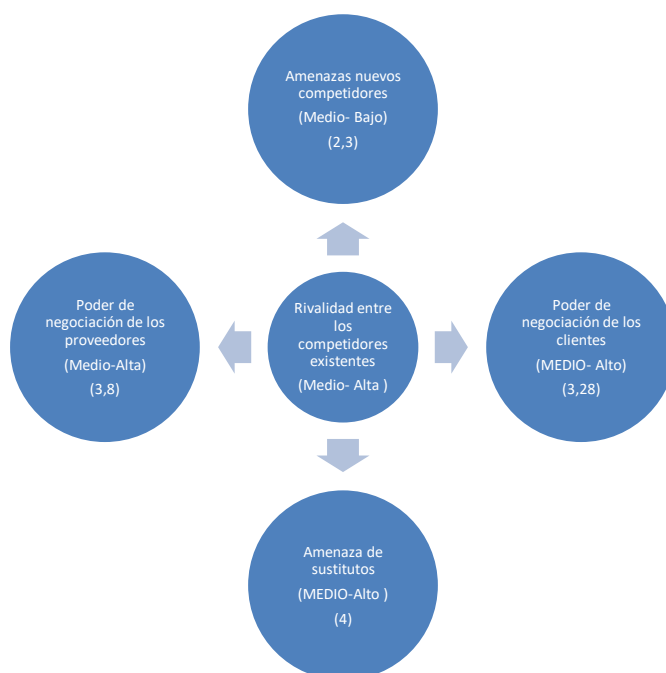 Amenazas nuevos
competidores
(Medio- Bajo)
(2,3)
Poder de
negociación de los
proveedores
(Medio-Alta)
(3,8)
Rivalidad entre
los
competidores
existentes
(Medio- Alta )
Poder de
negociación de los
clientes
(MEDIO- Alto)
(3,28)
Amenaza de
sustitutos
(MEDIO-Alto )
(4)